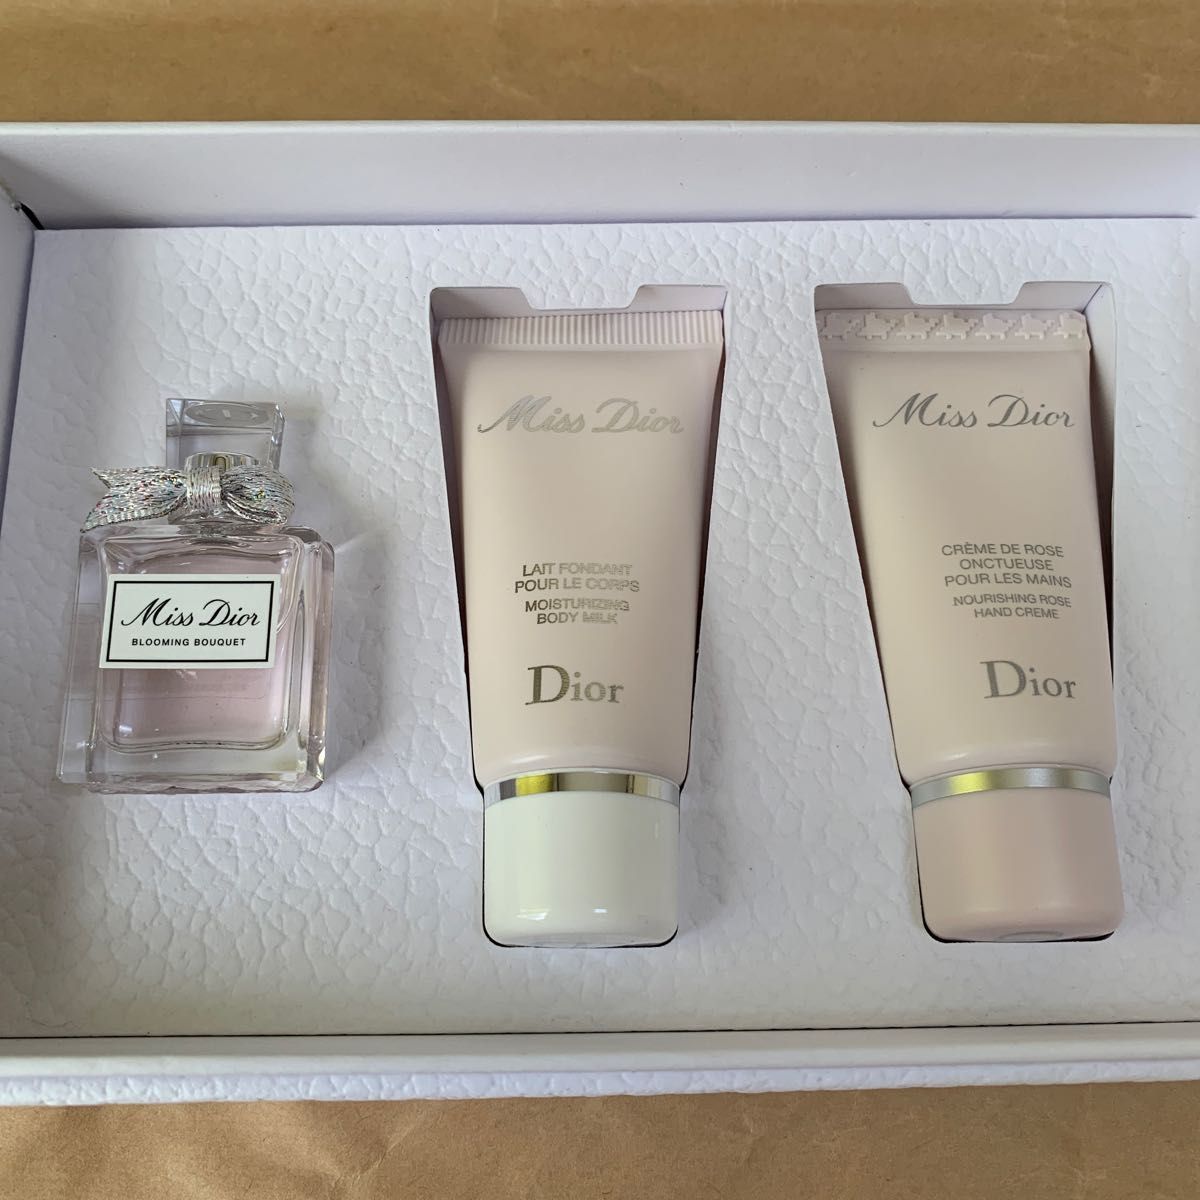 Miss Dior
BLOOMING BOUQUET
Miss Dior
LAIT FONDANT
POUR LE CORPS
MOISTURIZING
BODY MILK
Dior
Miss Dior
CRÈME DE ROSE
ONCTUEUSE
POUR LES MAINS
NOURISHING ROSE
HAND CREME
Dior